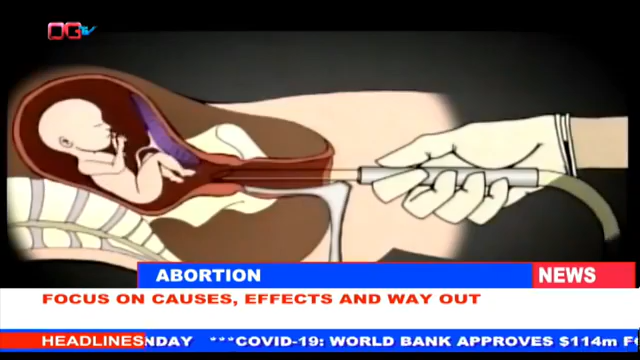 OGTV
ABORTION
NEWS
FOCUS ON CAUSES, EFFECTS AND WAY OUT
HEADLINES
NDAY ***COVID-19: WORLD BANK APPROVES $114m F